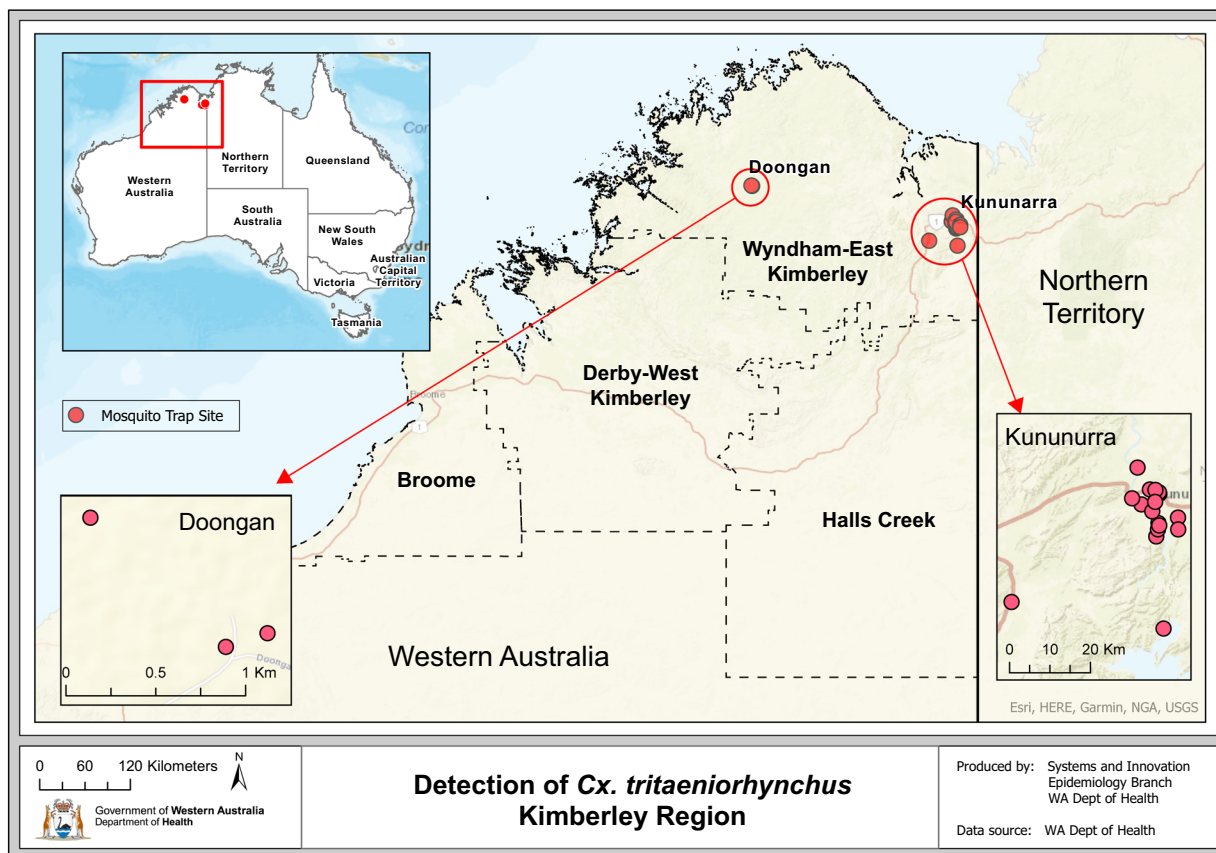 Northern
Territory
Queensland
Western
Australia
South
Australia
New South
Wales
Australian
Capital
Territory
Victoria
Tasmania
Doongan
Kununarra
1
Wyndham-East
Kimberley
Northern
Territory
Derby-West
Kimberley
Mosquito Trap Site
Broome
1
Broome
Halls Creek
Western Australia
Doongan
0 0.5 1 Km
Kununurra
0 10 20 Km
Esri, HERE, Garmin, NGA, USGS
0 60 120 Kilometers
N
Government of Western Australia
Department of Health
Detection of Cx. tritaeniorhynchus
Kimberley Region
Produced by: Systems and Innovation
Epidemiology Branch
WA Dept of Health
Data source: WA Dept of Health